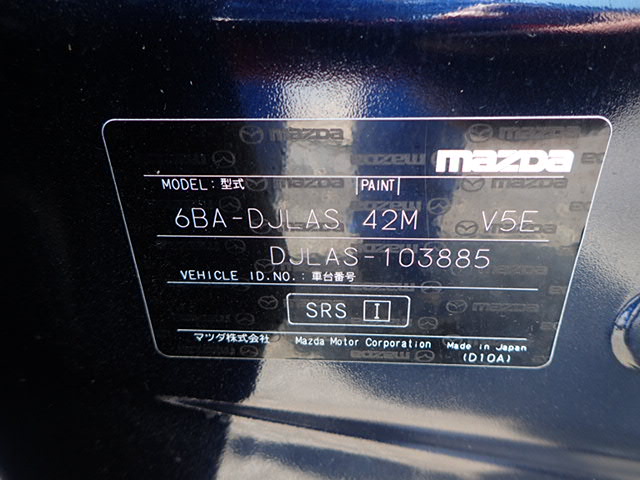 mazda
MODEL:型式 PAINT
6BA-DJLAS 42M V5E
DJLAS-103885
VEHICLE ID.NO.:車台番号
SRS I
マツダ株式会社 Mazda Motor Corporation Made in Japan
(D10A)